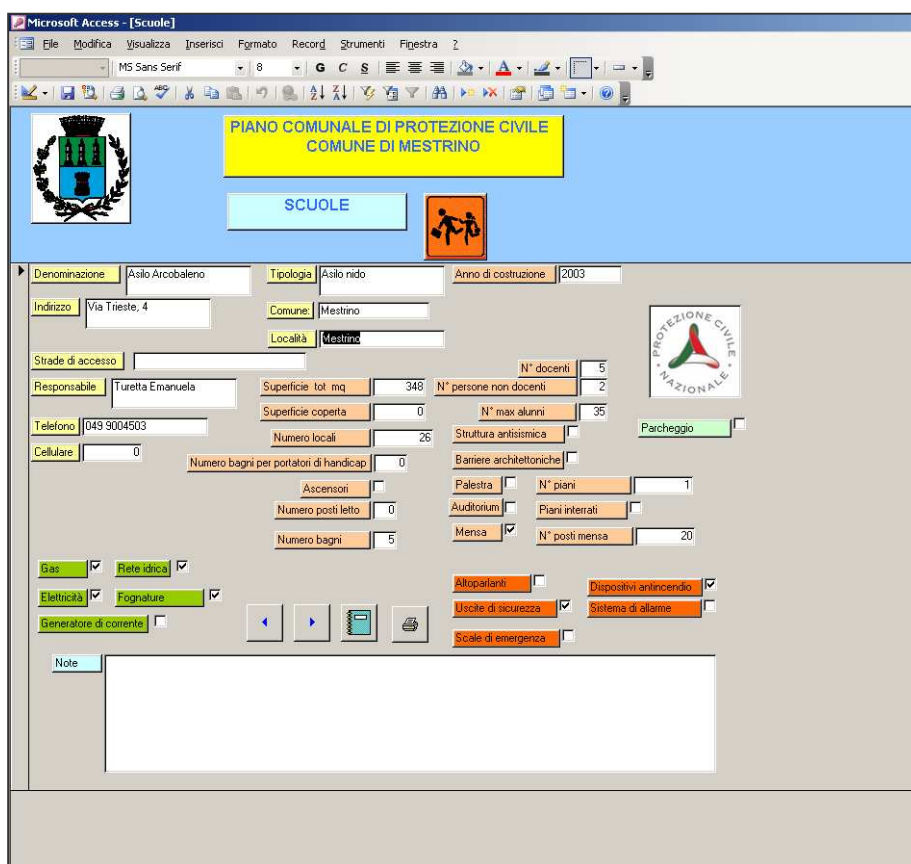 Microsoft Access - [Scuole]
File Modifica Visualizza Inserisci Formato Record Strumenti Finestra ?
MS Sans Serif 8 G C S
PIANO COMUNALE DI PROTEZIONE CIVILE
COMUNE DI MESTRINO
SCUOLE
Denominazione Asilo Arcobaleno Tipologia Asilo nido Anno di costruzione 2003
Indirizzo Via Trieste, 4 Comune: Mestrino
Località Mestrino
PROTEZIONE CIVILE NAZIONALE
Strade di accesso N° docenti 5
Responsabile Turetta Emanuela Superficie tot mq 348 N° persone non docenti 2
Superficie coperta 0 N° max alunni 35
Telefono 049 9004503 Numero locali 26 Struttura antisismica Parcheggio
Cellulare 0 Numero bagni per portatori di handicap 0 Barriere architettoniche
Ascensori Palestra N° piani 1
Numero posti letto 0 Auditorium Piani interrati
Numero bagni 5 Mensa N° posti mensa 20
Gas Rete idrica Altoparlanti Dispositivi antincendio
Elettricità Fognature Uscite di sicurezza Sistema di allarme
Generatore di corrente Scale di emergenza
Note